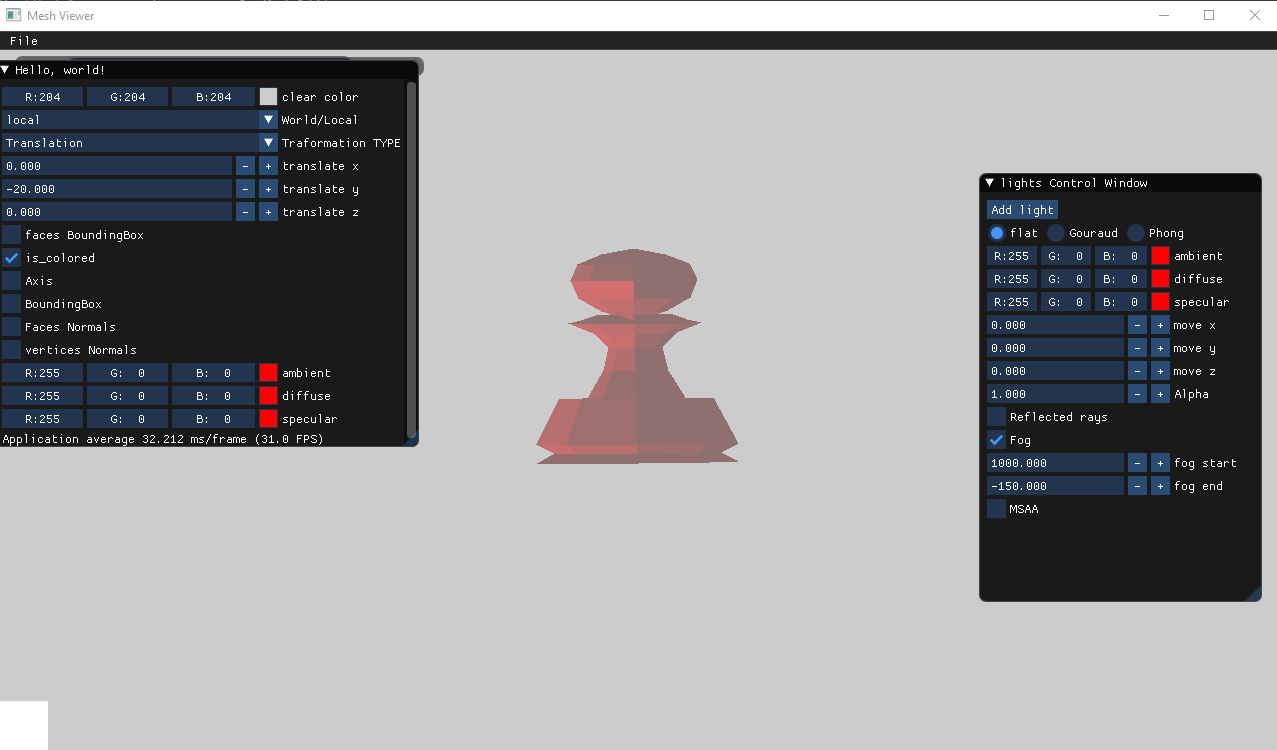 Mesh Viewer
File
Hello, world!
R:204 G:204 B:204 clear color
local World/Local
Translation Traformation TYPE
0.000 - + translate x
-20.000 - + translate y
0.000 - + translate z
faces BoundingBox
is_colored
Axis
BoundingBox
Faces Normals
vertices Normals
R:255 G: 0 B: 0 ambient
R:255 G: 0 B: 0 diffuse
R:255 G: 0 B: 0 specular
Application average 32.212 ms/frame (31.0 FPS)
lights Control Window
Add light
flat Gouraud Phong
R:255 G: 0 B: 0 ambient
R:255 G: 0 B: 0 diffuse
R:255 G: 0 B: 0 specular
0.000 - + move x
0.000 - + move y
0.000 - + move z
1.000 - + Alpha
Reflected rays
Fog
1000.000 - + fog start
-150.000 - + fog end
MSAA